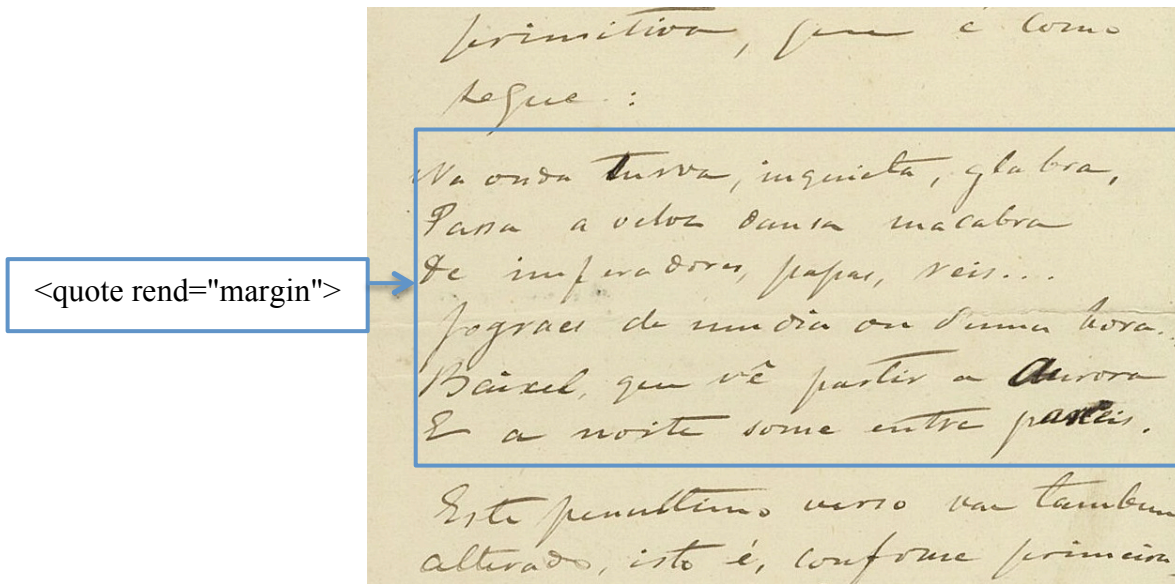 primitiva, que é como
segue :
<quote rend="margin">
Na onda turva, inquieta, glabra,
Passa a veloz dansa macabra
De imperadores, papas, reis...
de um dia ou d'uma hora.
Baixel, que vê partir a Aurora
E a noite some entre parceis.
Este penultimo verso vae tambem
alterado, isto é, conforme primeira